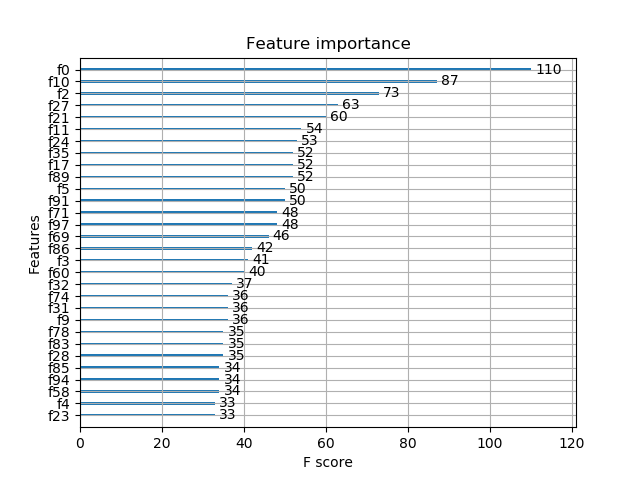 Feature importance
f0 110
f10 87
f2 73
f27 63
f21 60
f11 54
f24 53
f35 52
f17 52
f89 52
f5 50
f91 50
f71 48
f97 48
f69 46
f86 42
f3 41
f60 40
f32 37
f74 36
f31 36
f9 36
f78 35
f83 35
f28 35
f85 34
f94 34
f58 34
f4 33
f23 33
Features
0 20 40 60 80 100 120
F score